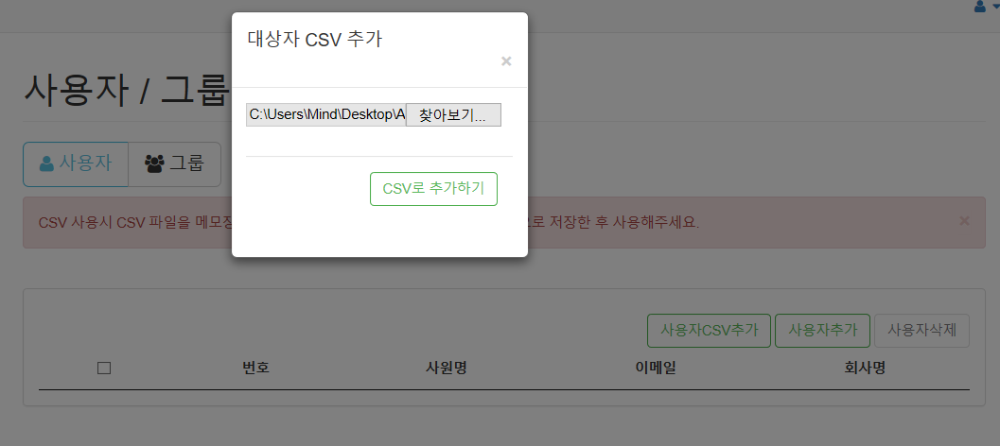 대상자 CSV 추가
×
사용자 / 그룹
C:\Users\Mind\Desktop\A
찾아보기...
사용자
그룹
CSV로 추가하기
CSV 사용시 CSV 파일을 메모장
로 저장한 후 사용해주세요.
×
사용자CSV추가
사용자추가
사용자삭제
번호
사원명
이메일
회사명